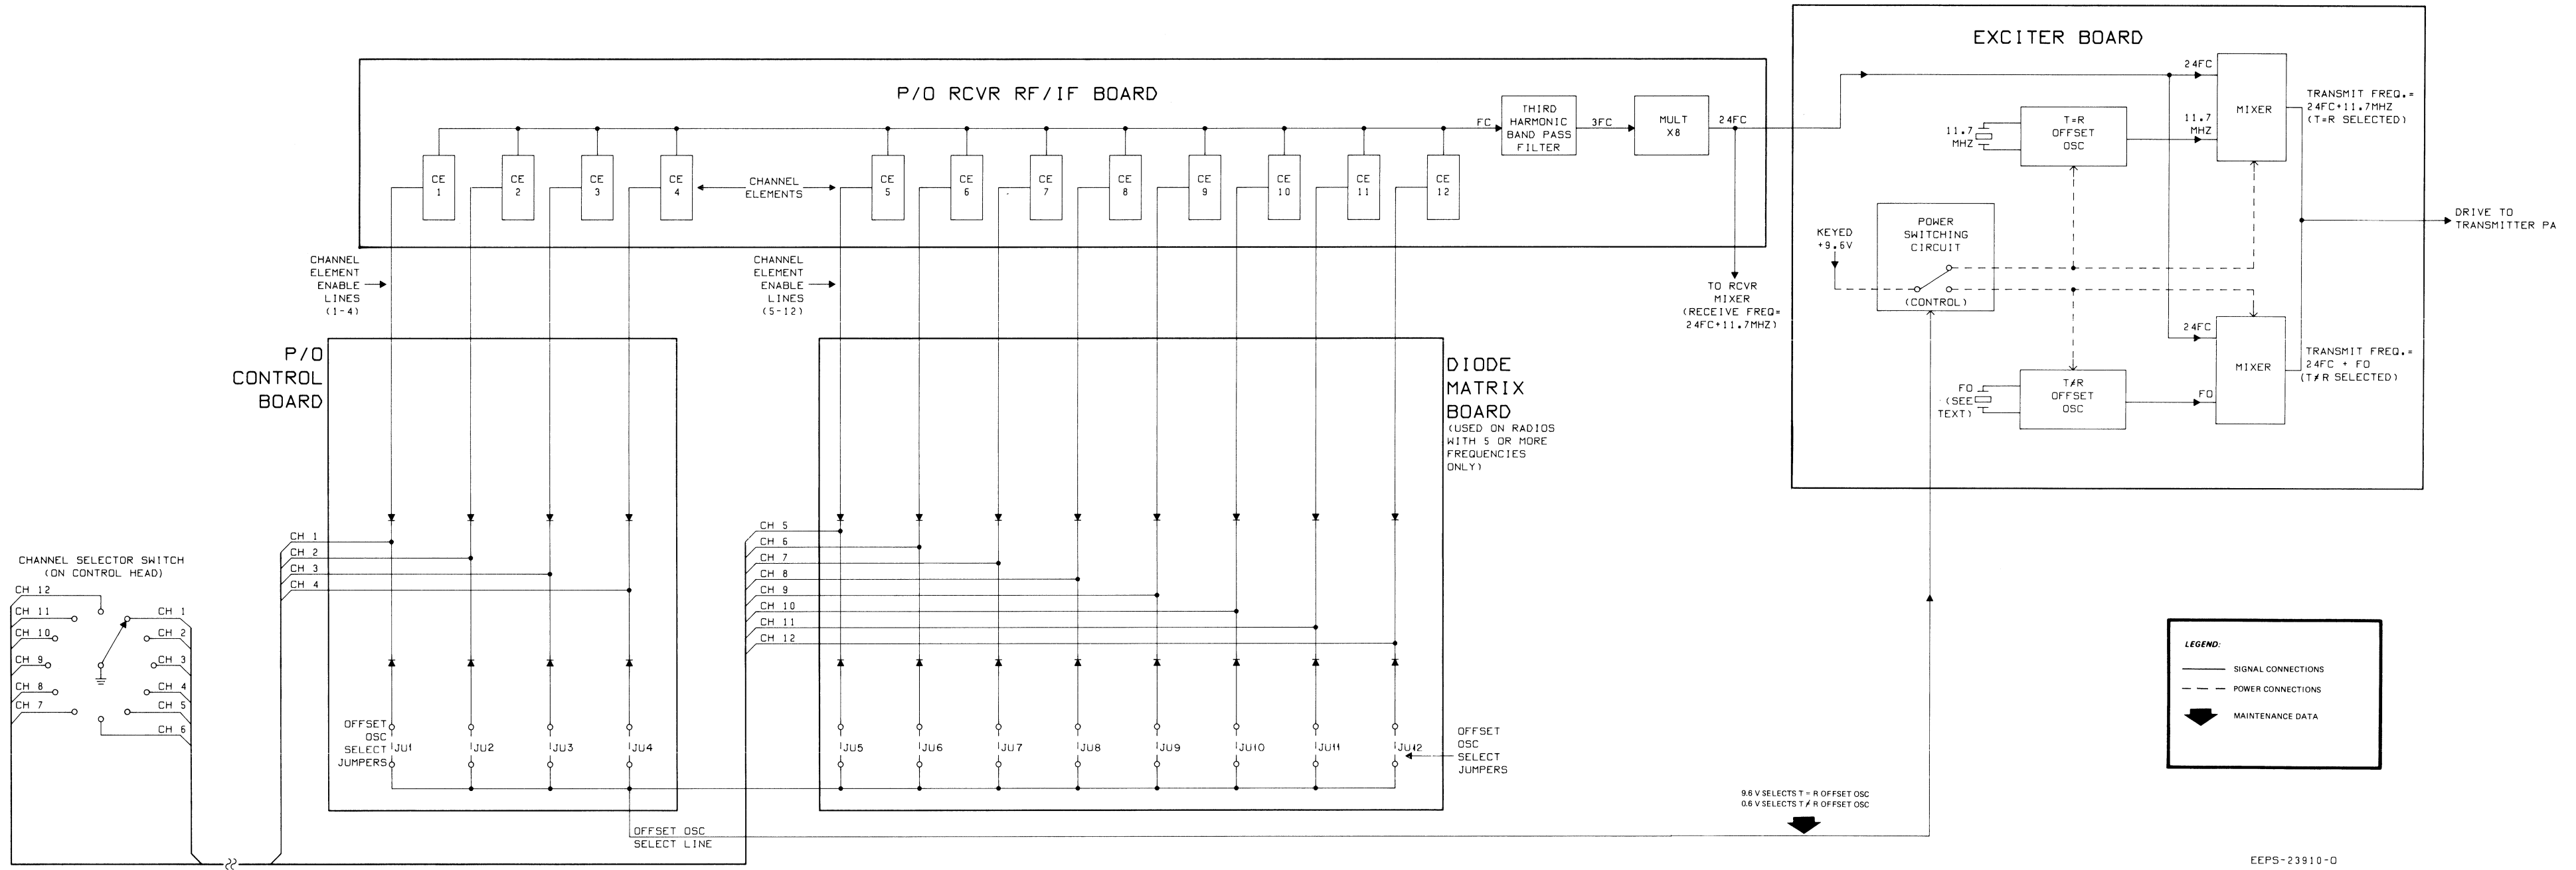 EXCITER BOARD
P/O RCVR RF/IF BOARD
CE
1
CE
2
CE
3
CE
4
CHANNEL
ELEMENTS
CE
5
CE
6
CE
7
CE
8
CE
9
CE
10
CE
11
CE
12
FC
THIRD
HARMONIC
BAND PASS
FILTER
3FC
MULT
X8
24FC
24FC
MIXER
TRANSMIT FREQ.=
24FC+11.7MHZ
(T=R SELECTED)
11.7
MHZ
T=R
OFFSET
OSC
11.7
MHZ
KEYED
+9.6V
POWER
SWITCHING
CIRCUIT
(CONTROL)
DRIVE TO
TRANSMITTER PA
24FC
MIXER
TRANSMIT FREQ.=
24FC + FO
(T≠R SELECTED)
FO
(SEE
TEXT)
T≠R
OFFSET
OSC
FO
CHANNEL
ELEMENT
ENABLE
LINES
(1-4)
CHANNEL
ELEMENT
ENABLE
LINES
(5-12)
TO RCVR
MIXER
(RECEIVE FREQ=
24FC+11.7MHZ)
P/O
CONTROL
BOARD
DIODE
MATRIX
BOARD
(USED ON RADIOS
WITH 5 OR MORE
FREQUENCIES
ONLY)
CH 1
CH 2
CH 3
CH 4
CH 5
CH 6
CH 7
CH 8
CH 9
CH 10
CH 11
CH 12
CHANNEL SELECTOR SWITCH
(ON CONTROL HEAD)
CH 12
CH 11
CH 10
CH 9
CH 8
CH 7
CH 1
CH 2
CH 3
CH 4
CH 5
CH 6
OFFSET
OSC
SELECT
JUMPERS
JU1
JU2
JU3
JU4
JU5
JU6
JU7
JU8
JU9
JU10
JU11
JU12
OFFSET
OSC
SELECT
JUMPERS
OFFSET OSC
SELECT LINE
9.6 V SELECTS T = R OFFSET OSC
0.6 V SELECTS T ≠ R OFFSET OSC
LEGEND:
SIGNAL CONNECTIONS
POWER CONNECTIONS
MAINTENANCE DATA
EEPS-23910-O